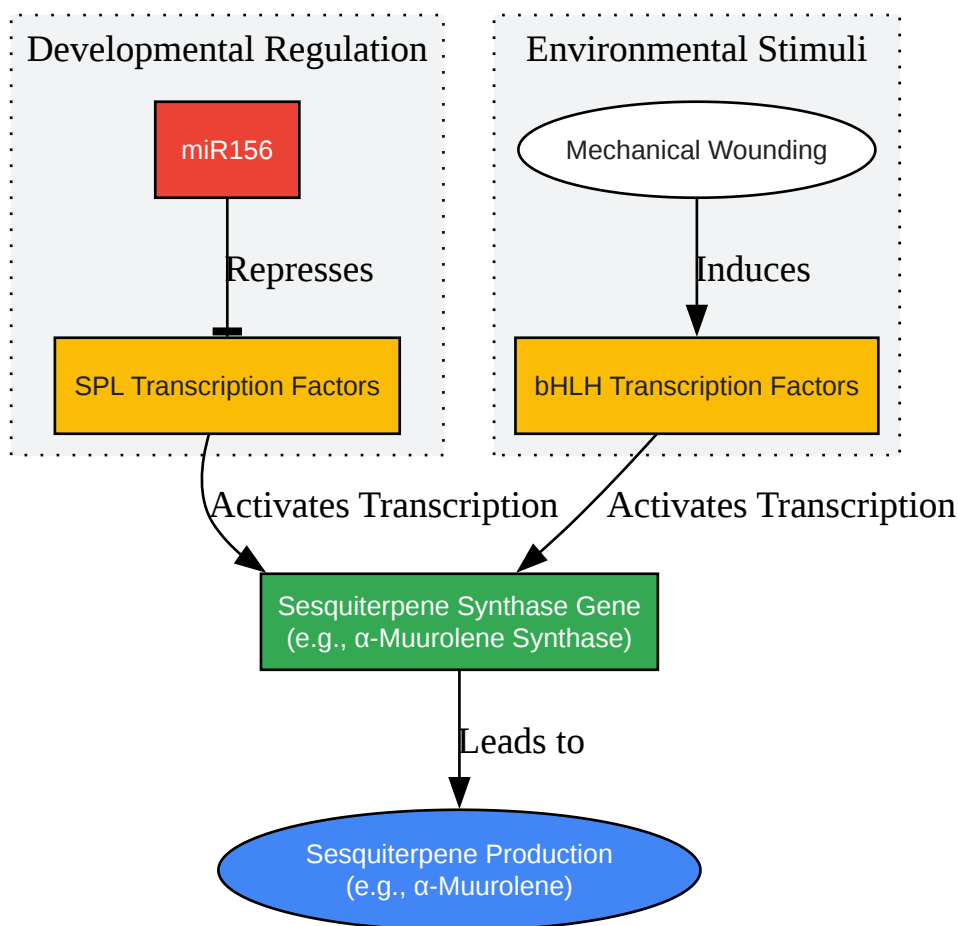 Developmental Regulation
Environmental Stimuli
miR156
Mechanical Wounding
Represses
Induces
SPL Transcription Factors
bHLH Transcription Factors
Activates Transcription
Activates Transcription
Sesquiterpene Synthase Gene
(e.g., α-Muurolene Synthase)
Leads to
Sesquiterpene Production
(e.g., α-Muurolene)